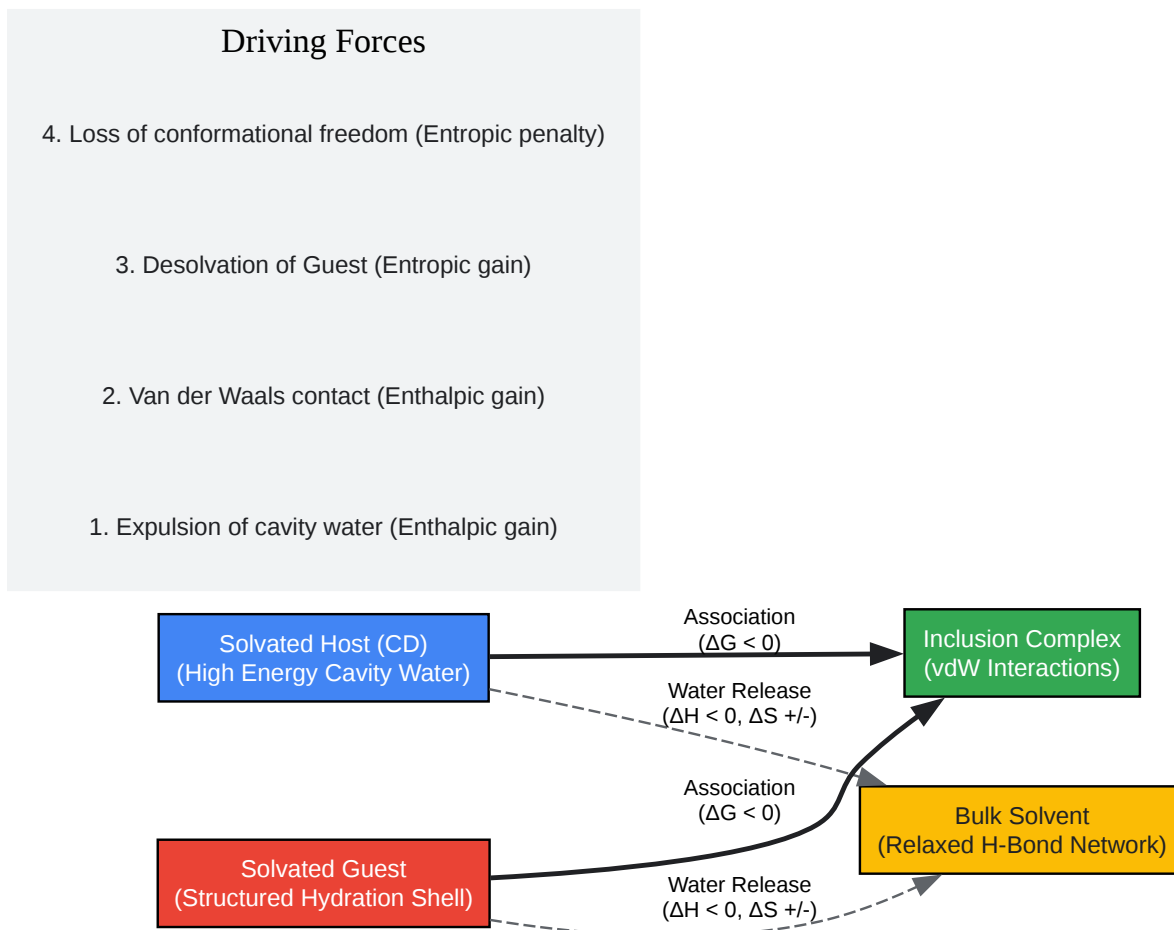 Driving Forces
4. Loss of conformational freedom (Entropic penalty)
3. Desolvation of Guest (Entropic gain)
2. Van der Waals contact (Enthalpic gain)
1. Expulsion of cavity water (Enthalpic gain)
Solvated Host (CD)
(High Energy Cavity Water)
Association
(ΔG < 0)
Inclusion Complex
(vdW Interactions)
Water Release
(ΔH < 0, ΔS +/-)
Association
(ΔG < 0)
Bulk Solvent
(Relaxed H-Bond Network)
Solvated Guest
(Structured Hydration Shell)
Water Release
(ΔH < 0, ΔS +/-)